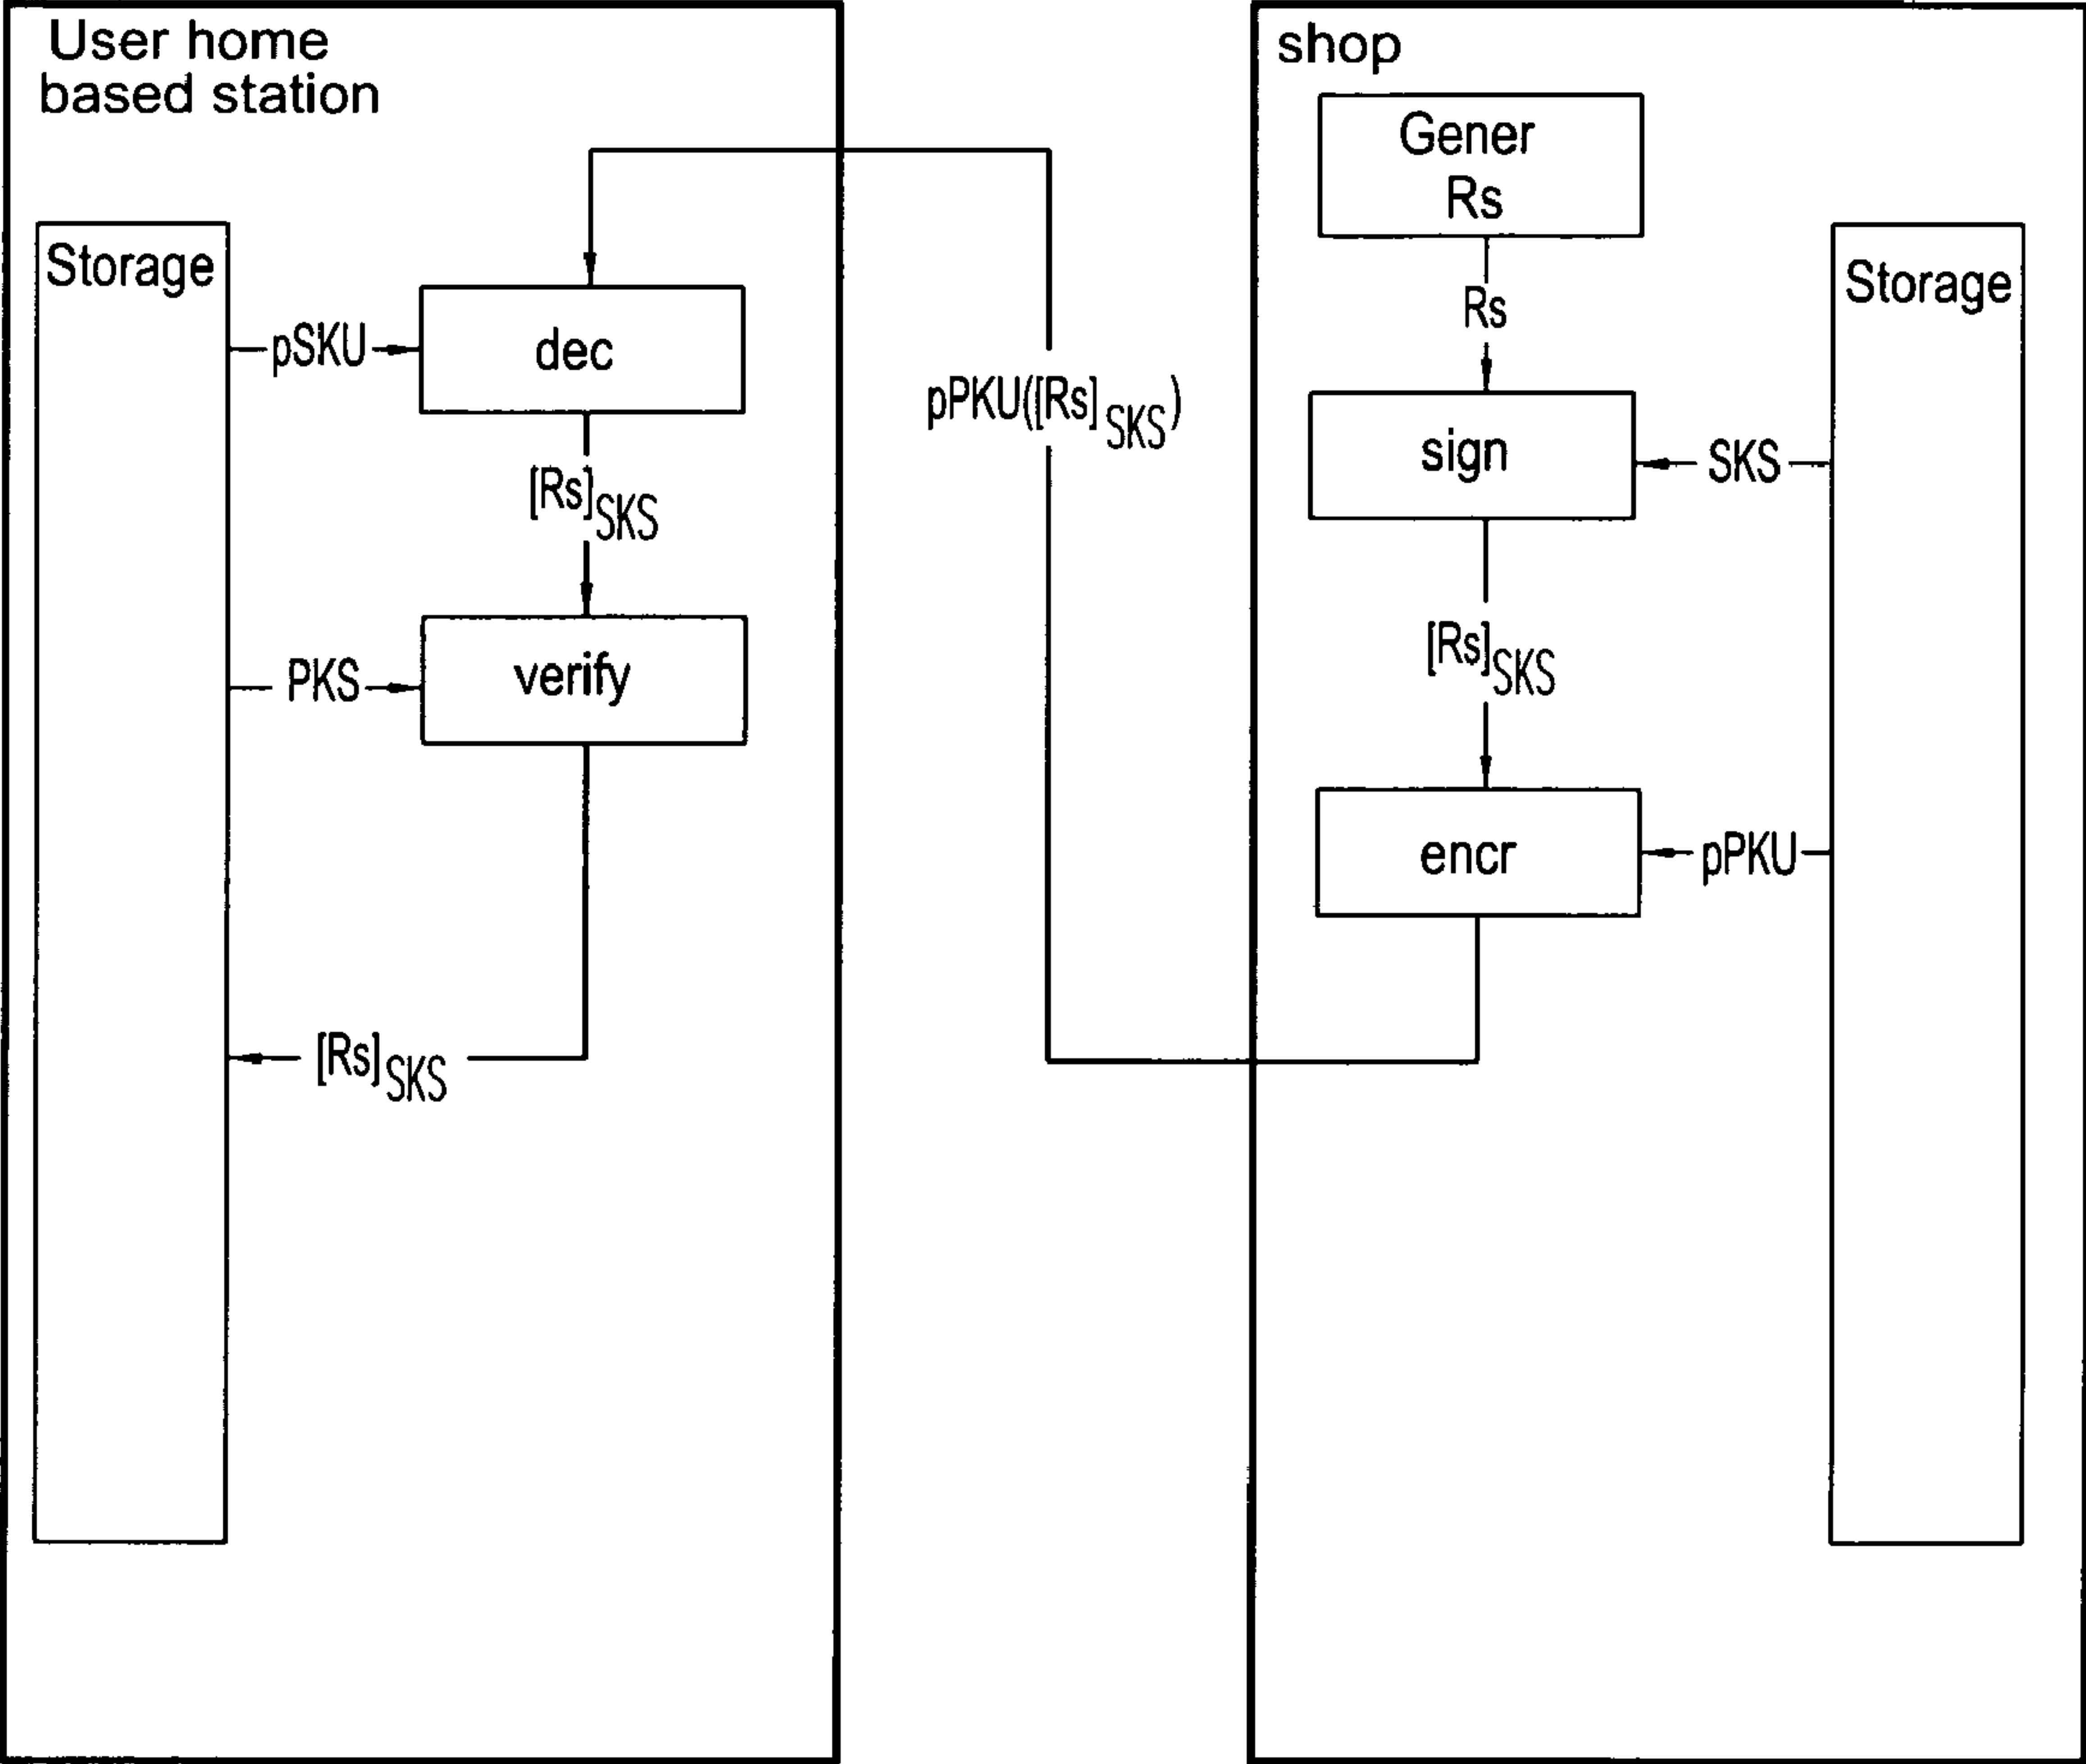 User home
based station
Storage
pSKU
dec
[Rs]SKS
PKS
verify
[Rs]SKS
pPKU([Rs]SKS)
shop
Gener
Rs
Rs
Storage
sign
SKS
[Rs]SKS
encr
pPKU